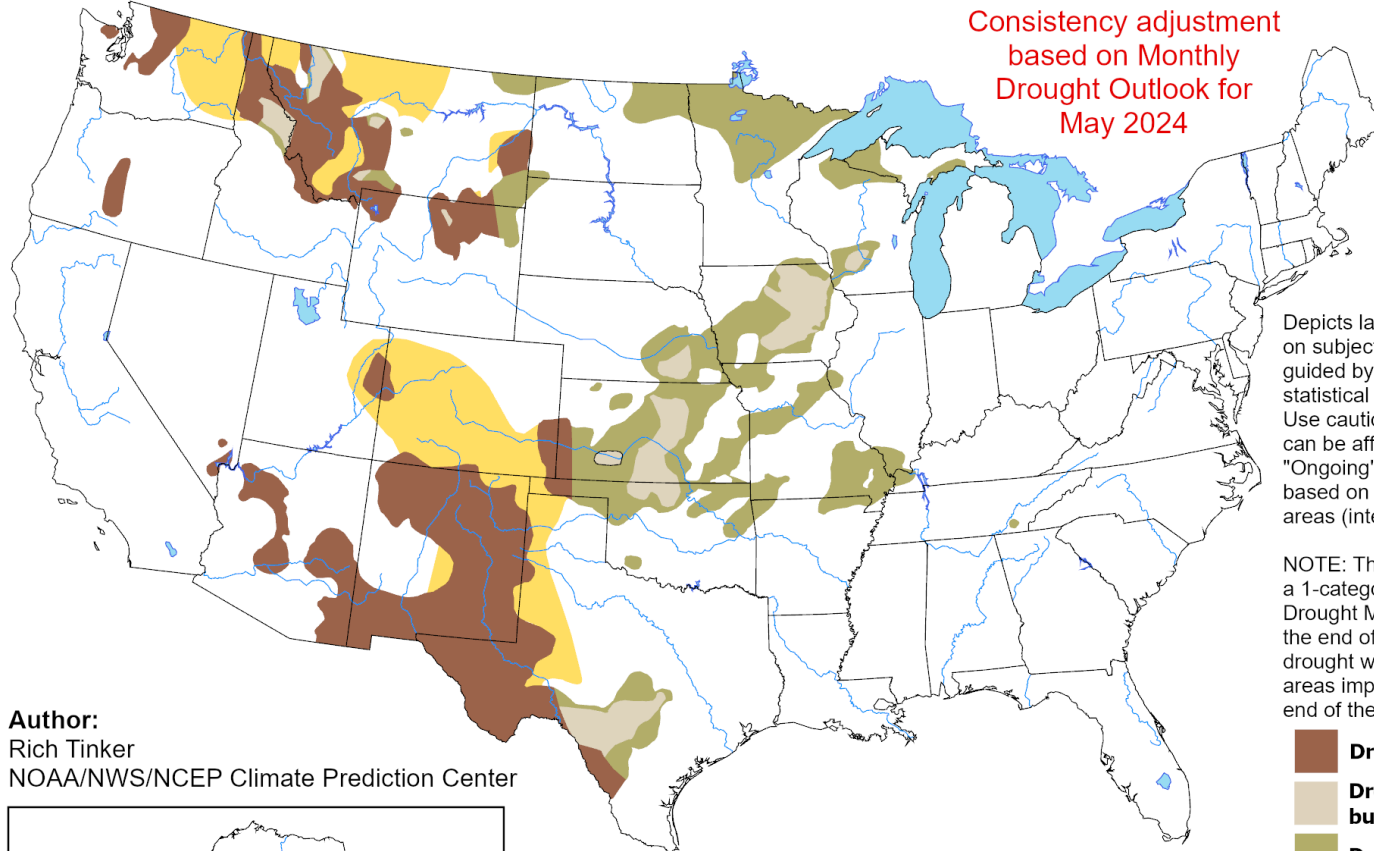 Consistency adjustment
based on Monthly
Drought Outlook for
May 2024
Depicts la
on subject
guided by
statistical
Use cautio
can be affe
"Ongoing"
based on
areas (inte
NOTE: Th
a 1-catego
Drought M
the end of
drought w
areas imp
end of the
Author:
Rich Tinker
NOAA/NWS/NCEP Climate Prediction Center
Dr
Dr
bu